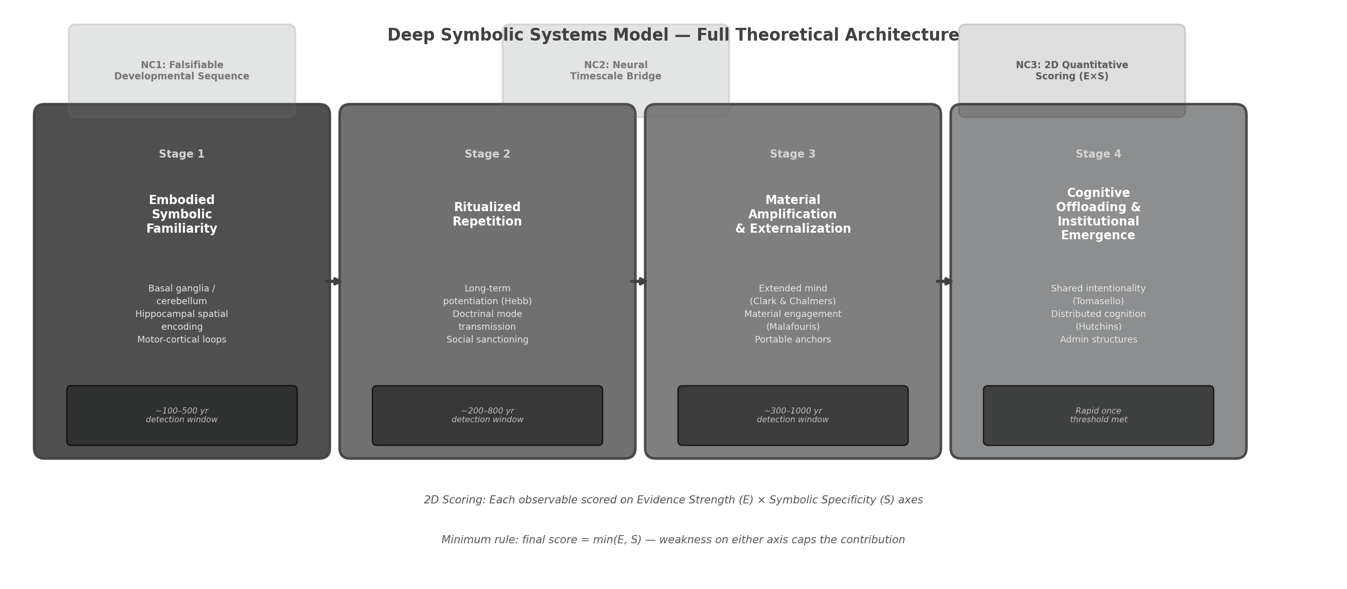 Deep Symbolic Systems Model — Full Theoretical Architecture
NC1: Falsifiable
Developmental Sequence
NC2: Neural
Timescale Bridge
NC3: 2D Quantitative
Scoring (E×S)
Stage 1
Embodied
Symbolic
Familiarity
Basal ganglia /
cerebellum
Hippocampal spatial
encoding
Motor-cortical loops
~100–500 yr
detection window
Stage 2
Ritualized
Repetition
Long-term
potentiation (Hebb)
Doctrinal mode
transmission
Social sanctioning
~200–800 yr
detection window
Stage 3
Material
Amplification
& Externalization
Extended mind
(Clark & Chalmers)
Material engagement
(Malafouris)
Portable anchors
~300–1000 yr
detection window
Stage 4
Cognitive
Offloading &
Institutional
Emergence
Shared intentionality
(Tomasello)
Distributed cognition
(Hutchins)
Admin structures
Rapid once
threshold met
2D Scoring: Each observable scored on Evidence Strength (E) × Symbolic Specificity (S) axes
Minimum rule: final score = min(E, S) — weakness on either axis caps the contribution